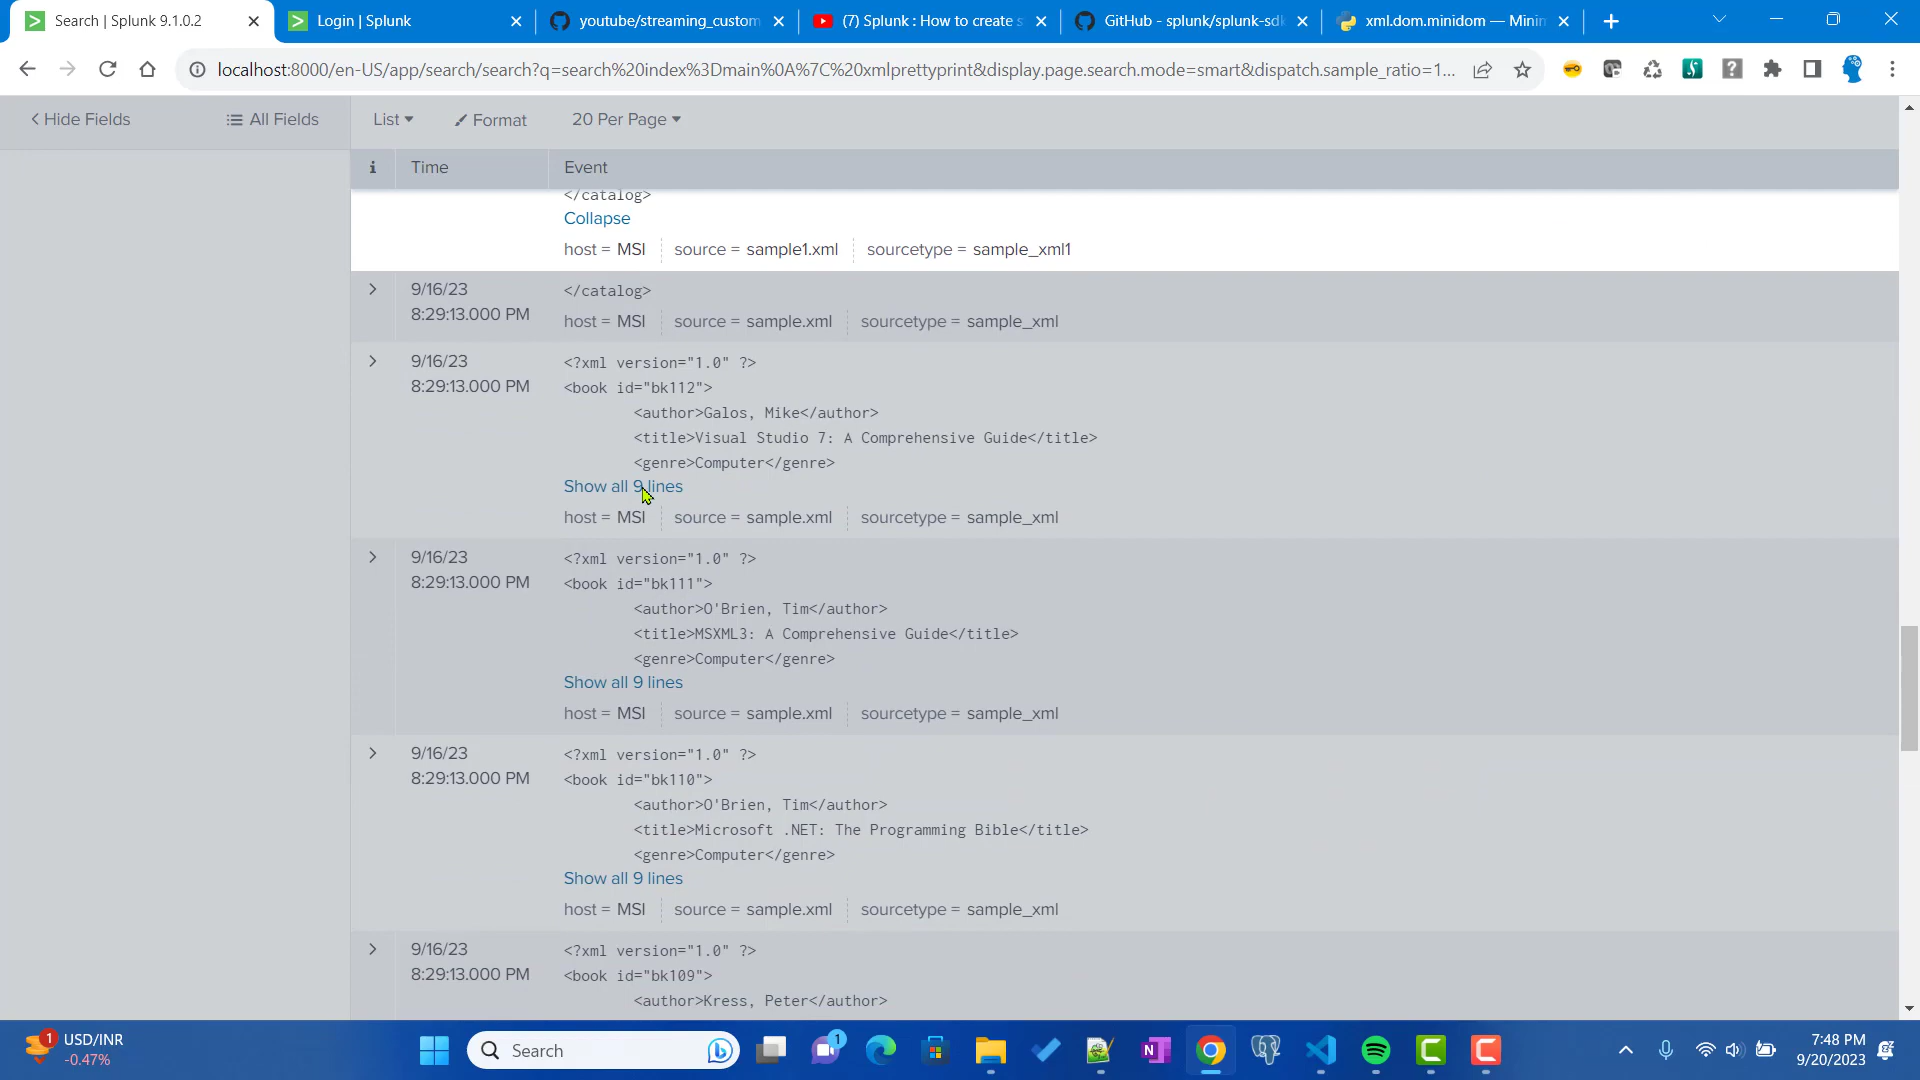 Search | Splunk 9.1.0.2
Login | Splunk
youtube/streaming_custom
(7) Splunk : How to create s
GitHub - splunk/splunk-sdk
xml.dom.minidom — Minim
localhost:8000/en-US/app/search/search?q=search%20index%3Dmain%0A%7C%20xmlprettyprint&display.page.search.mode=smart&dispatch.sample_ratio=1...
Hide Fields
All Fields
List
Format
20 Per Page
i
Time
Event
</catalog>
Collapse
host = MSI source = sample1.xml sourcetype = sample_xml1
9/16/23
8:29:13.000 PM
</catalog>
host = MSI source = sample.xml sourcetype = sample_xml
9/16/23
8:29:13.000 PM
<?xml version="1.0" ?>
<book id="bk112">
<author>Galos, Mike</author>
<title>Visual Studio 7: A Comprehensive Guide</title>
<genre>Computer</genre>
Show all 9 lines
host = MSI source = sample.xml sourcetype = sample_xml
9/16/23
8:29:13.000 PM
<?xml version="1.0" ?>
<book id="bk111">
<author>O'Brien, Tim</author>
<title>MSXML3: A Comprehensive Guide</title>
<genre>Computer</genre>
Show all 9 lines
host = MSI source = sample.xml sourcetype = sample_xml
9/16/23
8:29:13.000 PM
<?xml version="1.0" ?>
<book id="bk110">
<author>O'Brien, Tim</author>
<title>Microsoft .NET: The Programming Bible</title>
<genre>Computer</genre>
Show all 9 lines
host = MSI source = sample.xml sourcetype = sample_xml
9/16/23
8:29:13.000 PM
<?xml version="1.0" ?>
<book id="bk109">
<author>Kress, Peter</author>
1
USD/INR
-0.47%
Search
1
7:48 PM
9/20/2023